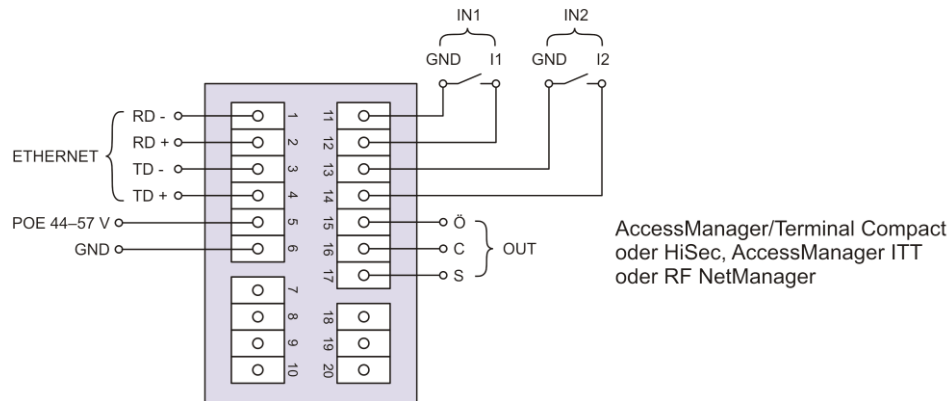 IN1 IN2
GND I1 GND I2
RD - 1 11
RD + 2 12
ETHERNET
TD - 3 13
TD + 4 14
POE 44–57 V 5 15 Ö
GND 6 16 C OUT
17 S
7
8 18
9 19
10 20
AccessManager/Terminal Compact
oder HiSec, AccessManager ITT
oder RF NetManager